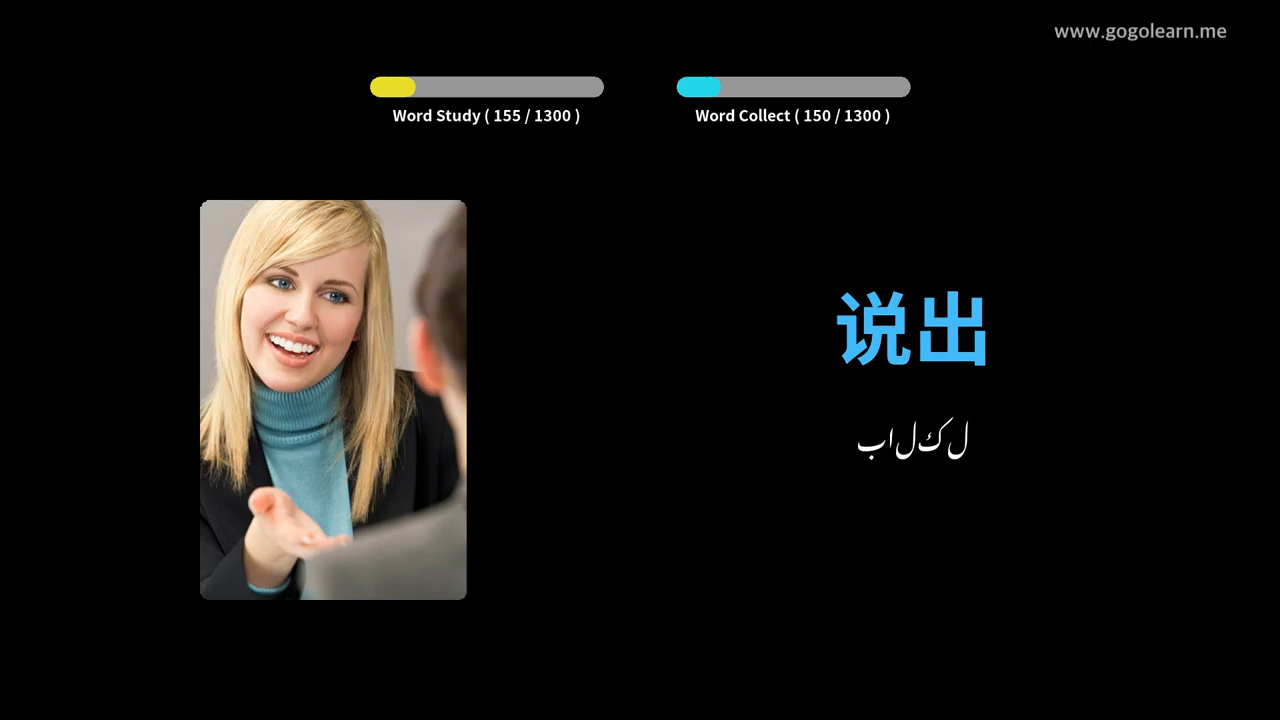 www.gogolearn.me
Word Study ( 155 / 1300 )
Word Collect ( 150 / 1300 )
说出
ل ك ل ا ب